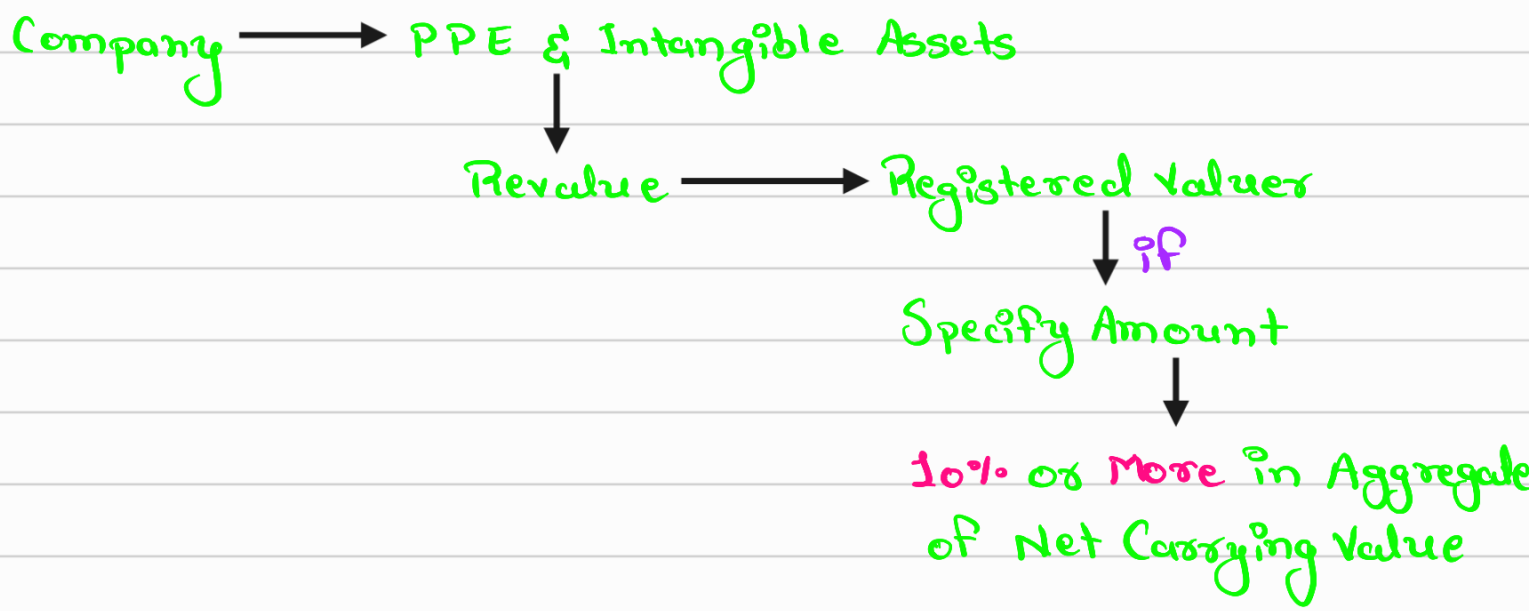 Company → PPE & Intangible Assets
Revalue → Registered Valuer
if
Specify Amount
10% or More in Aggregate
of Net Carrying Value